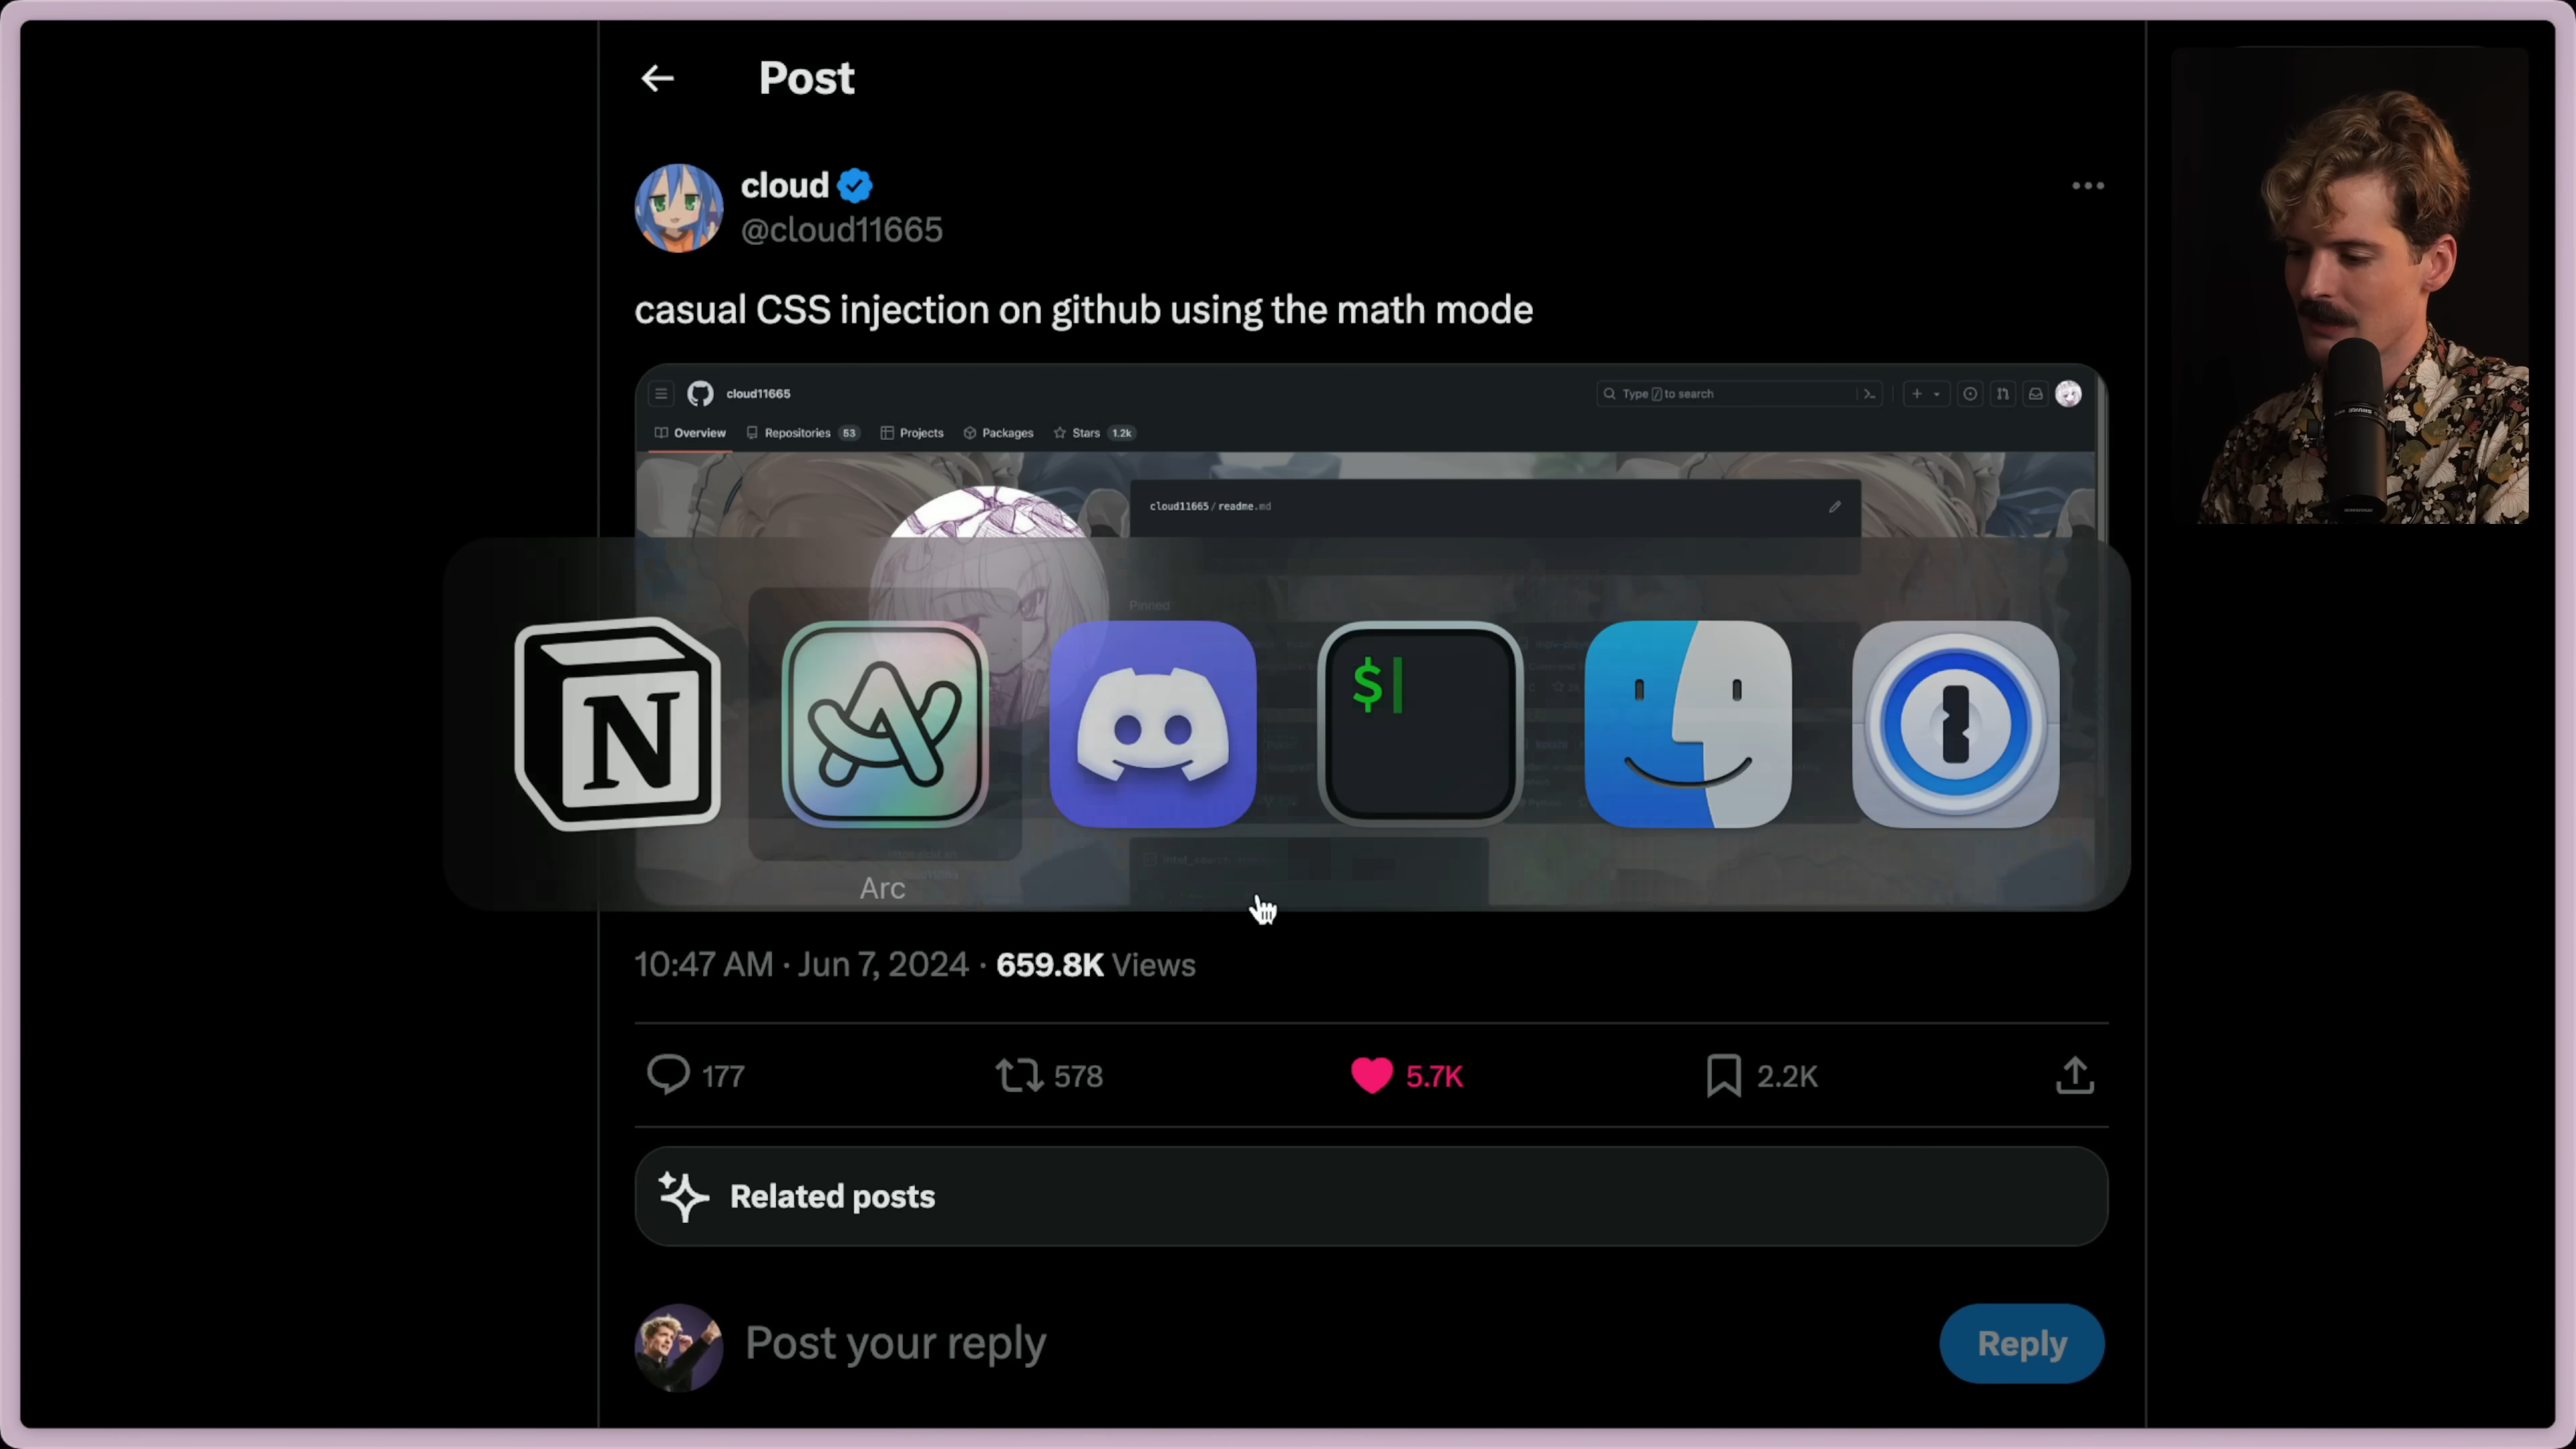 Post
cloud
@cloud11665
casual CSS injection on github using the math mode
cloud11665
Type / to search
Overview
Repositories 53
Projects
Packages
Stars 1.2k
cloud11665/readme.md
Pinned
N
$
Arc
10:47 AM · Jun 7, 2024 · 659.8K Views
177
578
5.7K
2.2K
Related posts
Post your reply
Reply